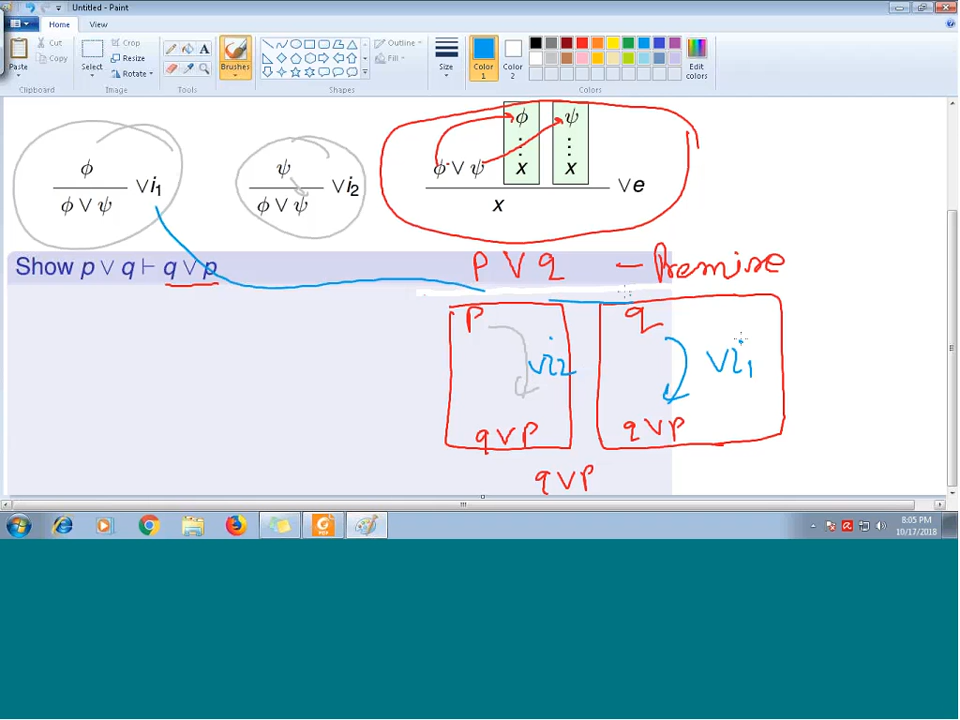 Untitled - Paint
Home View
Paste
Cut
Copy
Clipboard
Select
Crop
Resize
Rotate
Image
A
Tools
Brushes
Shapes
Outline
Fill
Size
Color 1
Color 2
Colors
Edit colors
ϕ
ϕ ∨ ψ
∨i1
ψ
ϕ ∨ ψ
∨i2
ϕ ψ
⋮ ⋮
ϕ ∨ ψ x x
x
∨e
Show p ∨ q ⊢ q ∨ p
P ∨ q – Premise
P q
∨i2 ∨i1
q ∨ P q ∨ P
q ∨ P
PDF
8:05 PM
10/17/2018